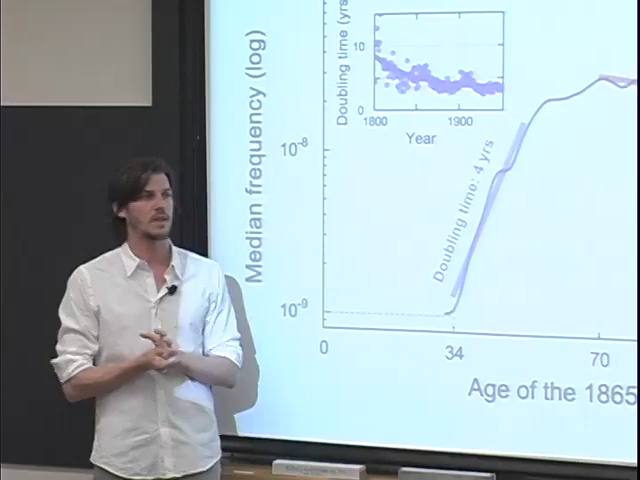 Median frequency (log)
10-8
10-9
Doubling time (yrs
10
0
1800
1900
Year
Doubling time: 4 yrs
0
34
70
Age of the 1865